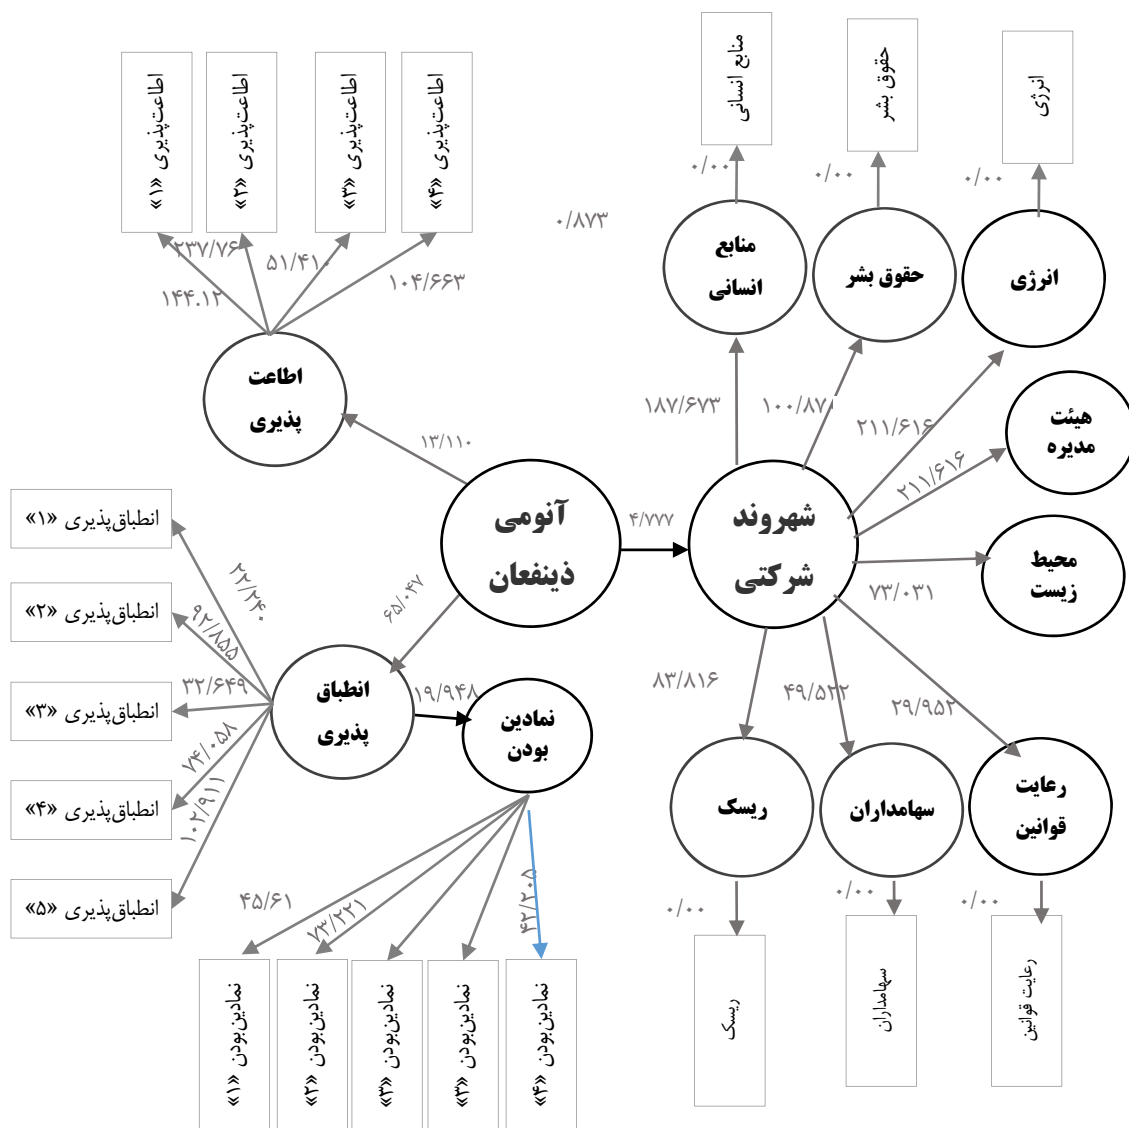 منابع انسانی
حقوق بشر
انرژی
اطاعت‌پذیری «۱»
اطاعت‌پذیری «۲»
اطاعت‌پذیری «۳»
اطاعت‌پذیری «۴»
۰/۰۰
۰/۰۰
۰/۰۰
۰/۸۷۳
۲۳۷/۷۶
۵۱/۴۱۰
۱۰۴/۶۶۳
۱۴۴.۱۲
منابع
انسانی
حقوق بشر
انرژی
اطاعت
پذیری
۱۸۷/۶۷۳
۱۰۰/۸۷۸
۲۱۱/۶۱۶
هیئت
مدیره
۲۱۱/۶۱۶
۱۳/۱۱۰
آنومی
ذینفعان
۴/۷۷۷
شهروند
شرکتی
محیط
زیست
۷۳/۰۳۱
انطباق‌پذیری «۱»
انطباق‌پذیری «۲»
انطباق‌پذیری «۳»
انطباق‌پذیری «۴»
انطباق‌پذیری «۵»
۲۲/۲۴۰
۹۲/۸۵۵
۳۲/۶۴۹
۷۴/۰۵۸
۱۰۲/۹۱۱
۶۵/۰۴۷
انطباق
پذیری
۱۹/۹۴۸
نمادین
بودن
۸۳/۸۱۶
۴۹/۵۲۲
۲۹/۹۵۲
ریسک
سهامداران
رعایت
قوانین
۴۵/۶۱
۷۳/۲۲۱
۴۲/۲۰۵
۰/۰۰
۰/۰۰
۰/۰۰
ریسک
سهامداران
رعایت قوانین
نمادین‌بودن «۱»
نمادین‌بودن «۲»
نمادین‌بودن «۳»
نمادین‌بودن «۳»
نمادین‌بودن «۴»